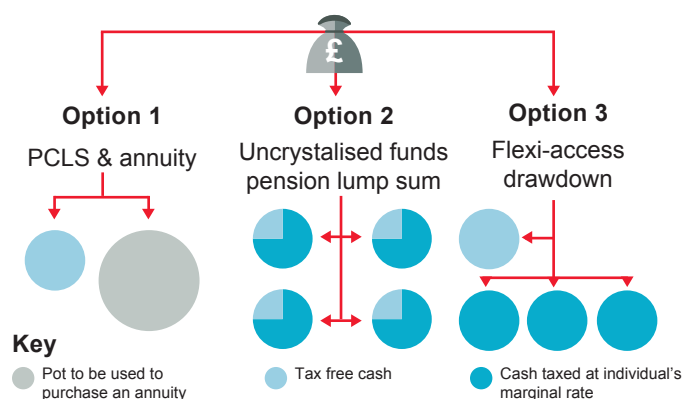 £
Option 1
PCLS & annuity
Option 2
Uncrystalised funds
pension lump sum
Option 3
Flexi-access
drawdown
Key
Pot to be used to
purchase an annuity
Tax free cash
Cash taxed at individual's
marginal rate